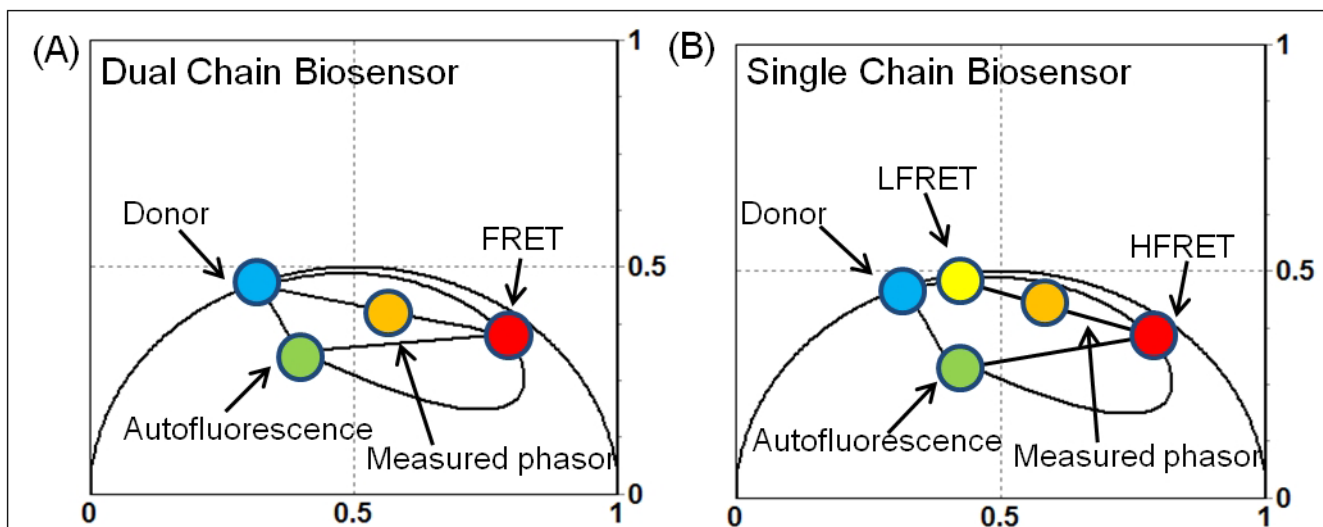 (A)
Dual Chain Biosensor
Donor
FRET
Autofluorescence
Measured phasor
1
0.5
0
0
0.5
1
(B)
Single Chain Biosensor
LFRET
Donor
HFRET
Autofluorescence
Measured phasor
1
0.5
0
0
0.5
1